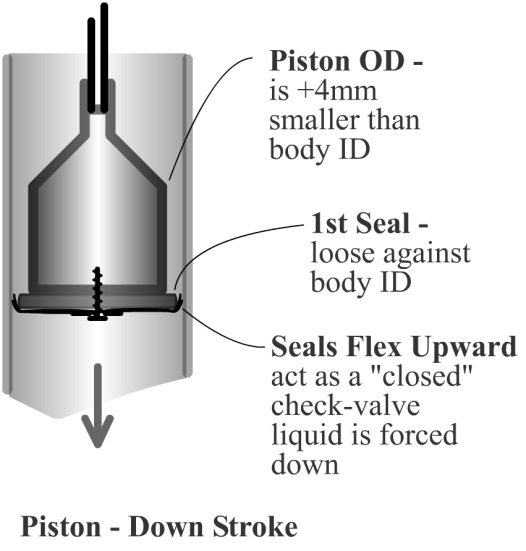 Piston OD -
is +4mm
smaller than
body ID
1st Seal -
loose against
body ID
Seals Flex Upward
act as a "closed"
check-valve
liquid is forced
down
Piston - Down Stroke